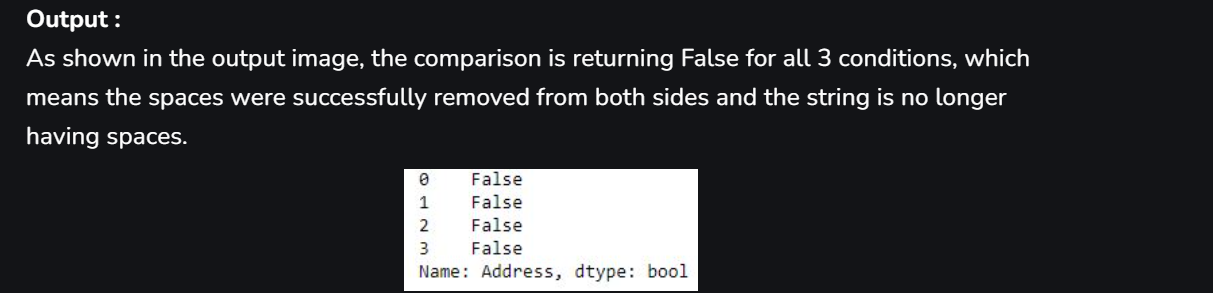 Output :
As shown in the output image, the comparison is returning False for all 3 conditions, which
means the spaces were successfully removed from both sides and the string is no longer
having spaces.
0    False
1    False
2    False
3    False
Name: Address, dtype: bool